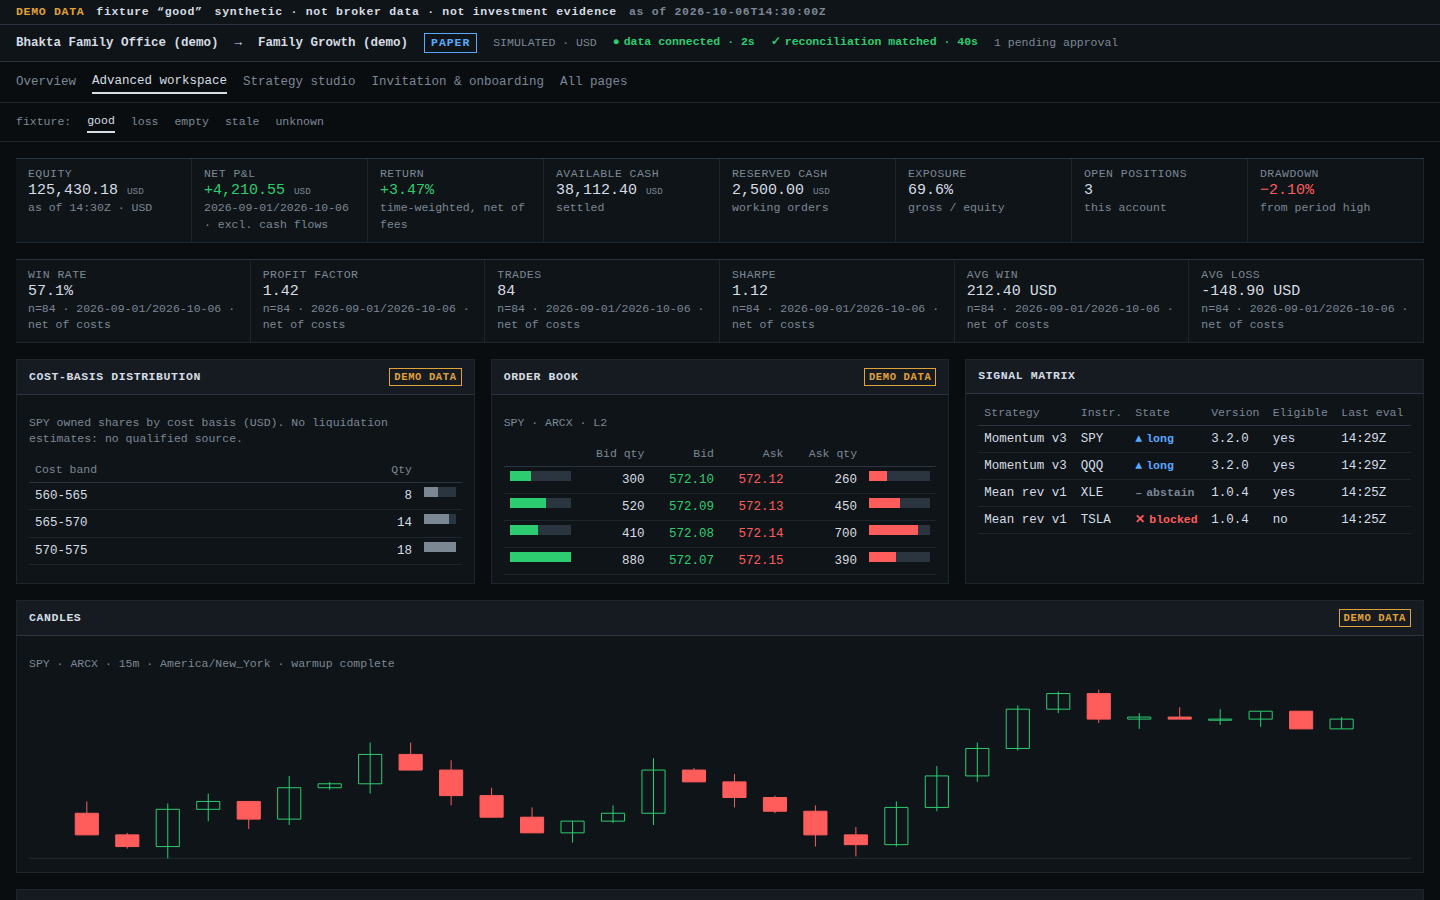 DEMO DATA fixture “good” synthetic · not broker data · not investment evidence as of 2026-10-06T14:30:00Z
Bhakta Family Office (demo) → Family Growth (demo) PAPER SIMULATED · USD ● data connected · 2s ✓ reconciliation matched · 40s 1 pending approval
Overview Advanced workspace Strategy studio Invitation & onboarding All pages
fixture: good loss empty stale unknown
EQUITY NET P&L RETURN AVAILABLE CASH RESERVED CASH EXPOSURE OPEN POSITIONS DRAWDOWN
125,430.18 USD +4,210.55 USD +3.47% 38,112.40 USD 2,500.00 USD 69.6% 3 −2.10%
as of 14:30Z · USD 2026-09-01/2026-10-06 time-weighted, net of settled working orders gross / equity this account from period high
· excl. cash flows fees
WIN RATE PROFIT FACTOR TRADES SHARPE AVG WIN AVG LOSS
57.1% 1.42 84 1.12 212.40 USD -148.90 USD
n=84 · 2026-09-01/2026-10-06 · n=84 · 2026-09-01/2026-10-06 · n=84 · 2026-09-01/2026-10-06 · n=84 · 2026-09-01/2026-10-06 · n=84 · 2026-09-01/2026-10-06 · n=84 · 2026-09-01/2026-10-06 ·
net of costs net of costs net of costs net of costs net of costs net of costs
COST-BASIS DISTRIBUTION DEMO DATA
SPY owned shares by cost basis (USD). No liquidation
estimates: no qualified source.
Cost band Qty
560-565 8
565-570 14
570-575 18
ORDER BOOK DEMO DATA
SPY · ARCX · L2
Bid qty Bid Ask Ask qty
300 572.10 572.12 260
520 572.09 572.13 450
410 572.08 572.14 700
880 572.07 572.15 390
SIGNAL MATRIX
Strategy Instr. State Version Eligible Last eval
Momentum v3 SPY ▲ long 3.2.0 yes 14:29Z
Momentum v3 QQQ ▲ long 3.2.0 yes 14:29Z
Mean rev v1 XLE – abstain 1.0.4 yes 14:25Z
Mean rev v1 TSLA ✕ blocked 1.0.4 no 14:25Z
CANDLES DEMO DATA
SPY · ARCX · 15m · America/New_York · warmup complete